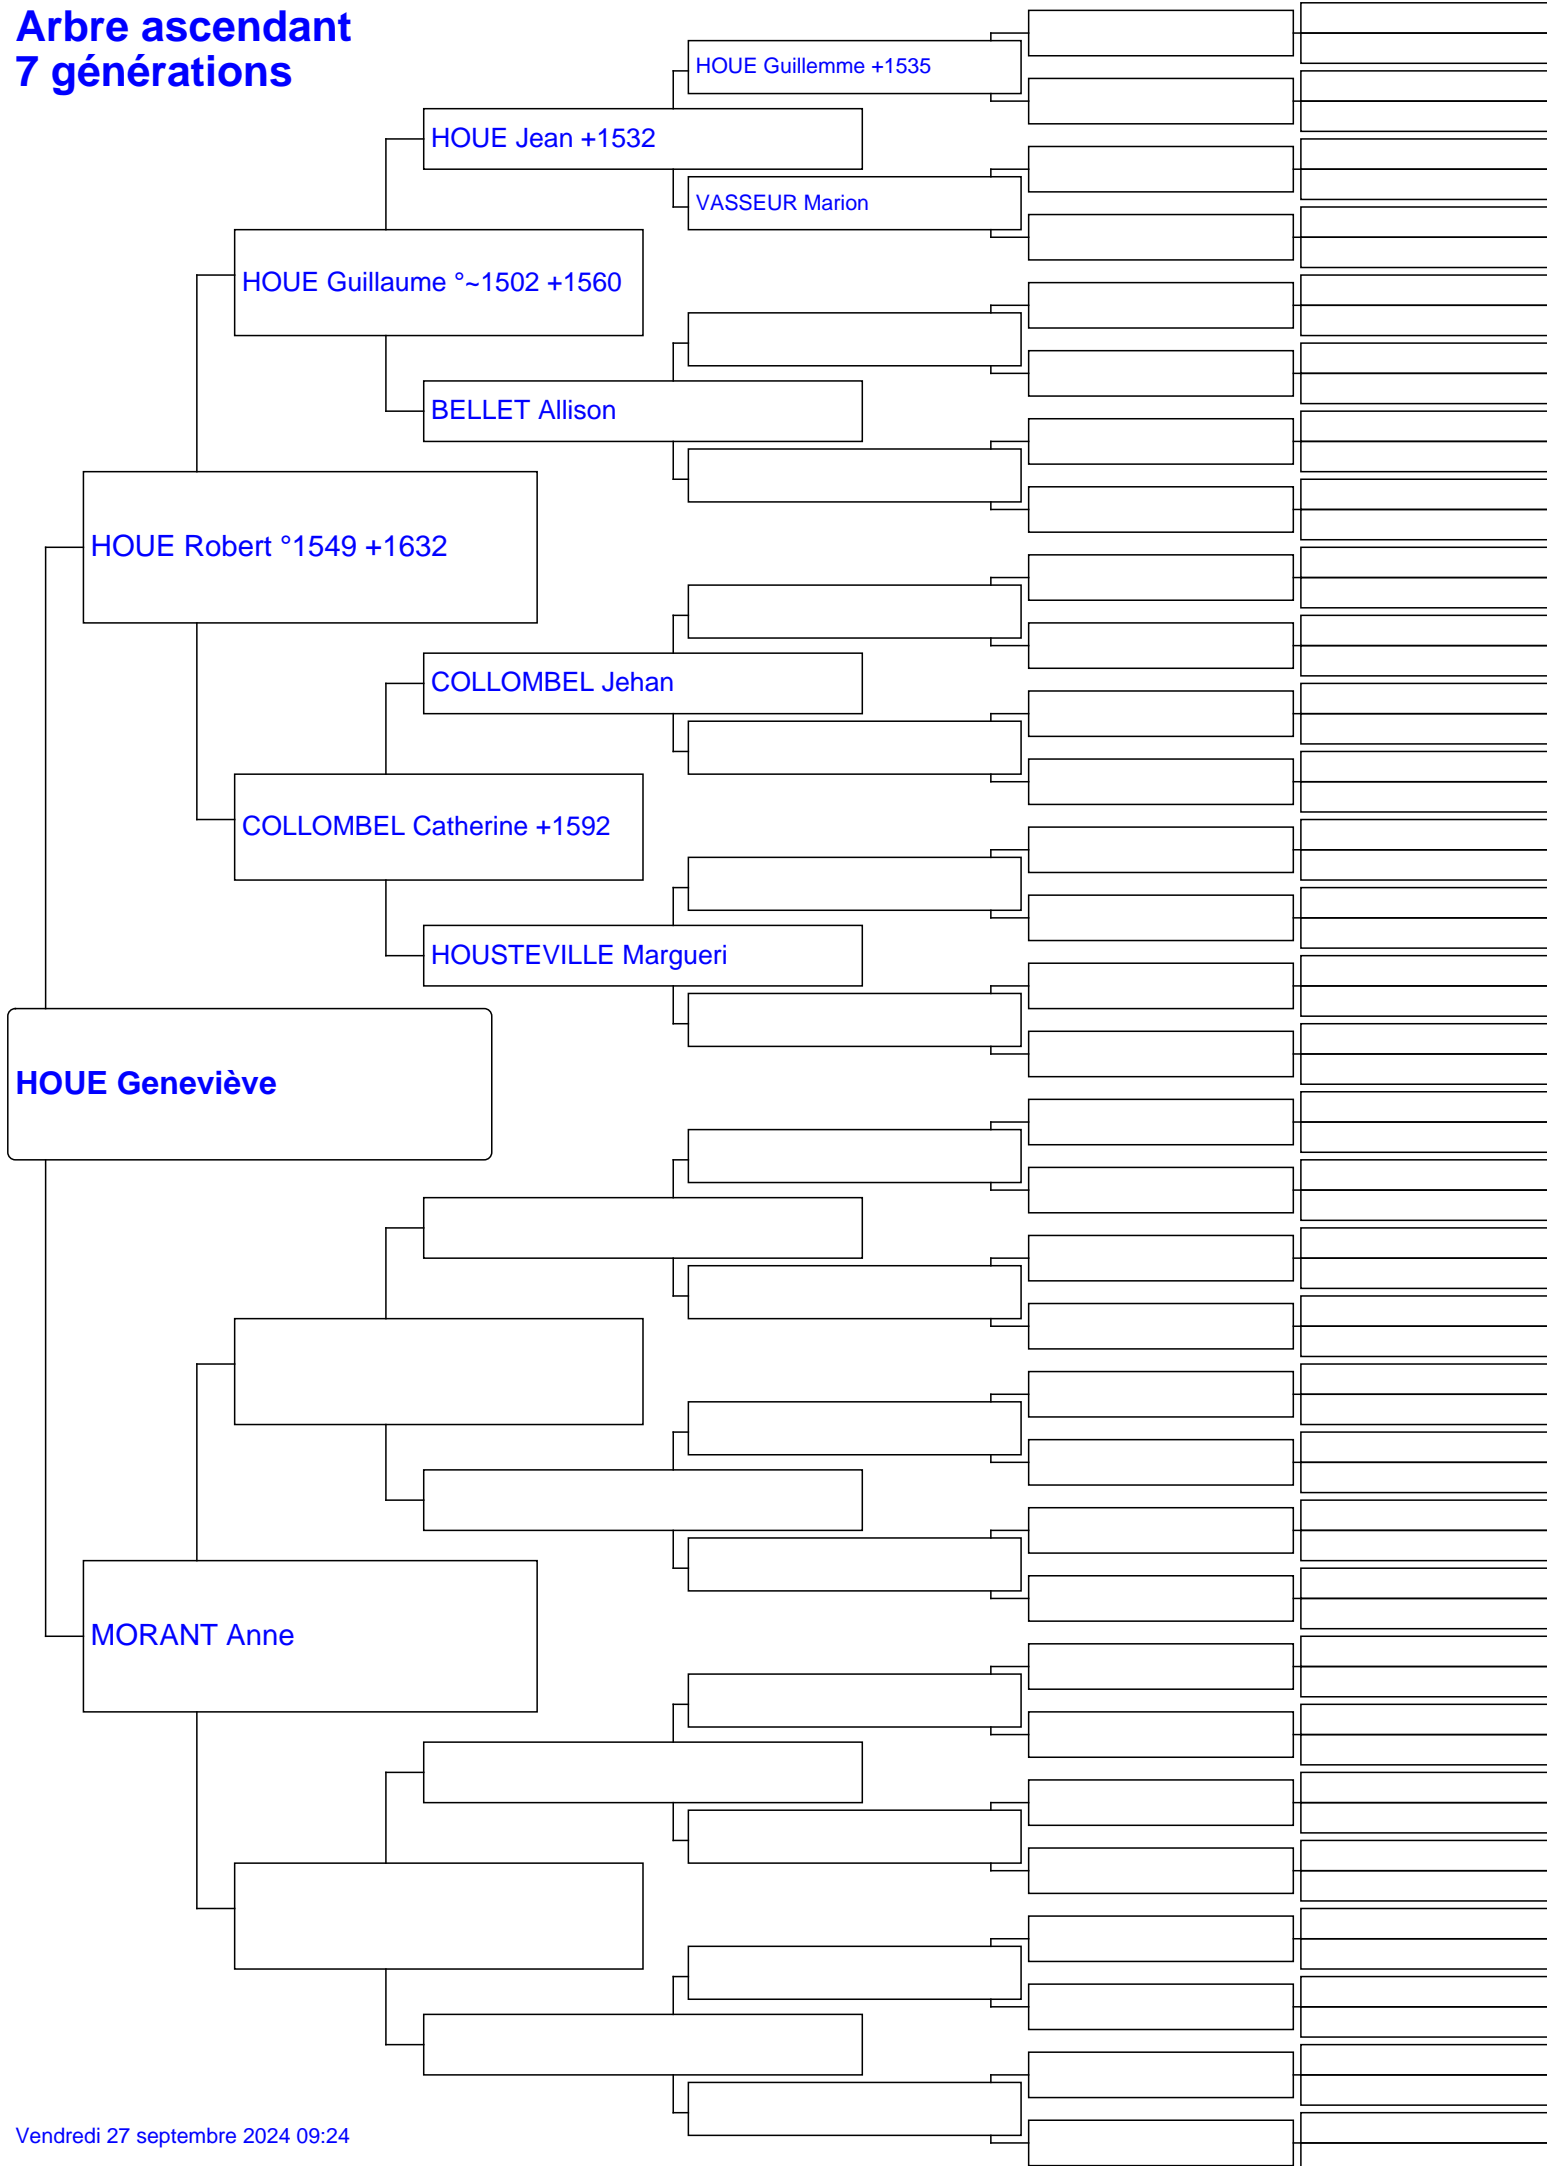 Arbre ascendant
7 générations
HOUE Guillemme +1535
HOUE Jean +1532
VASSEUR Marion
HOUE Guillaume °~1502 +1560
BELLET Allison
HOUE Robert °1549 +1632
COLLOMBEL Jehan
COLLOMBEL Catherine +1592
HOUSTEVILLE Margueri
HOUE Geneviève
MORANT Anne
Vendredi 27 septembre 2024 09:24